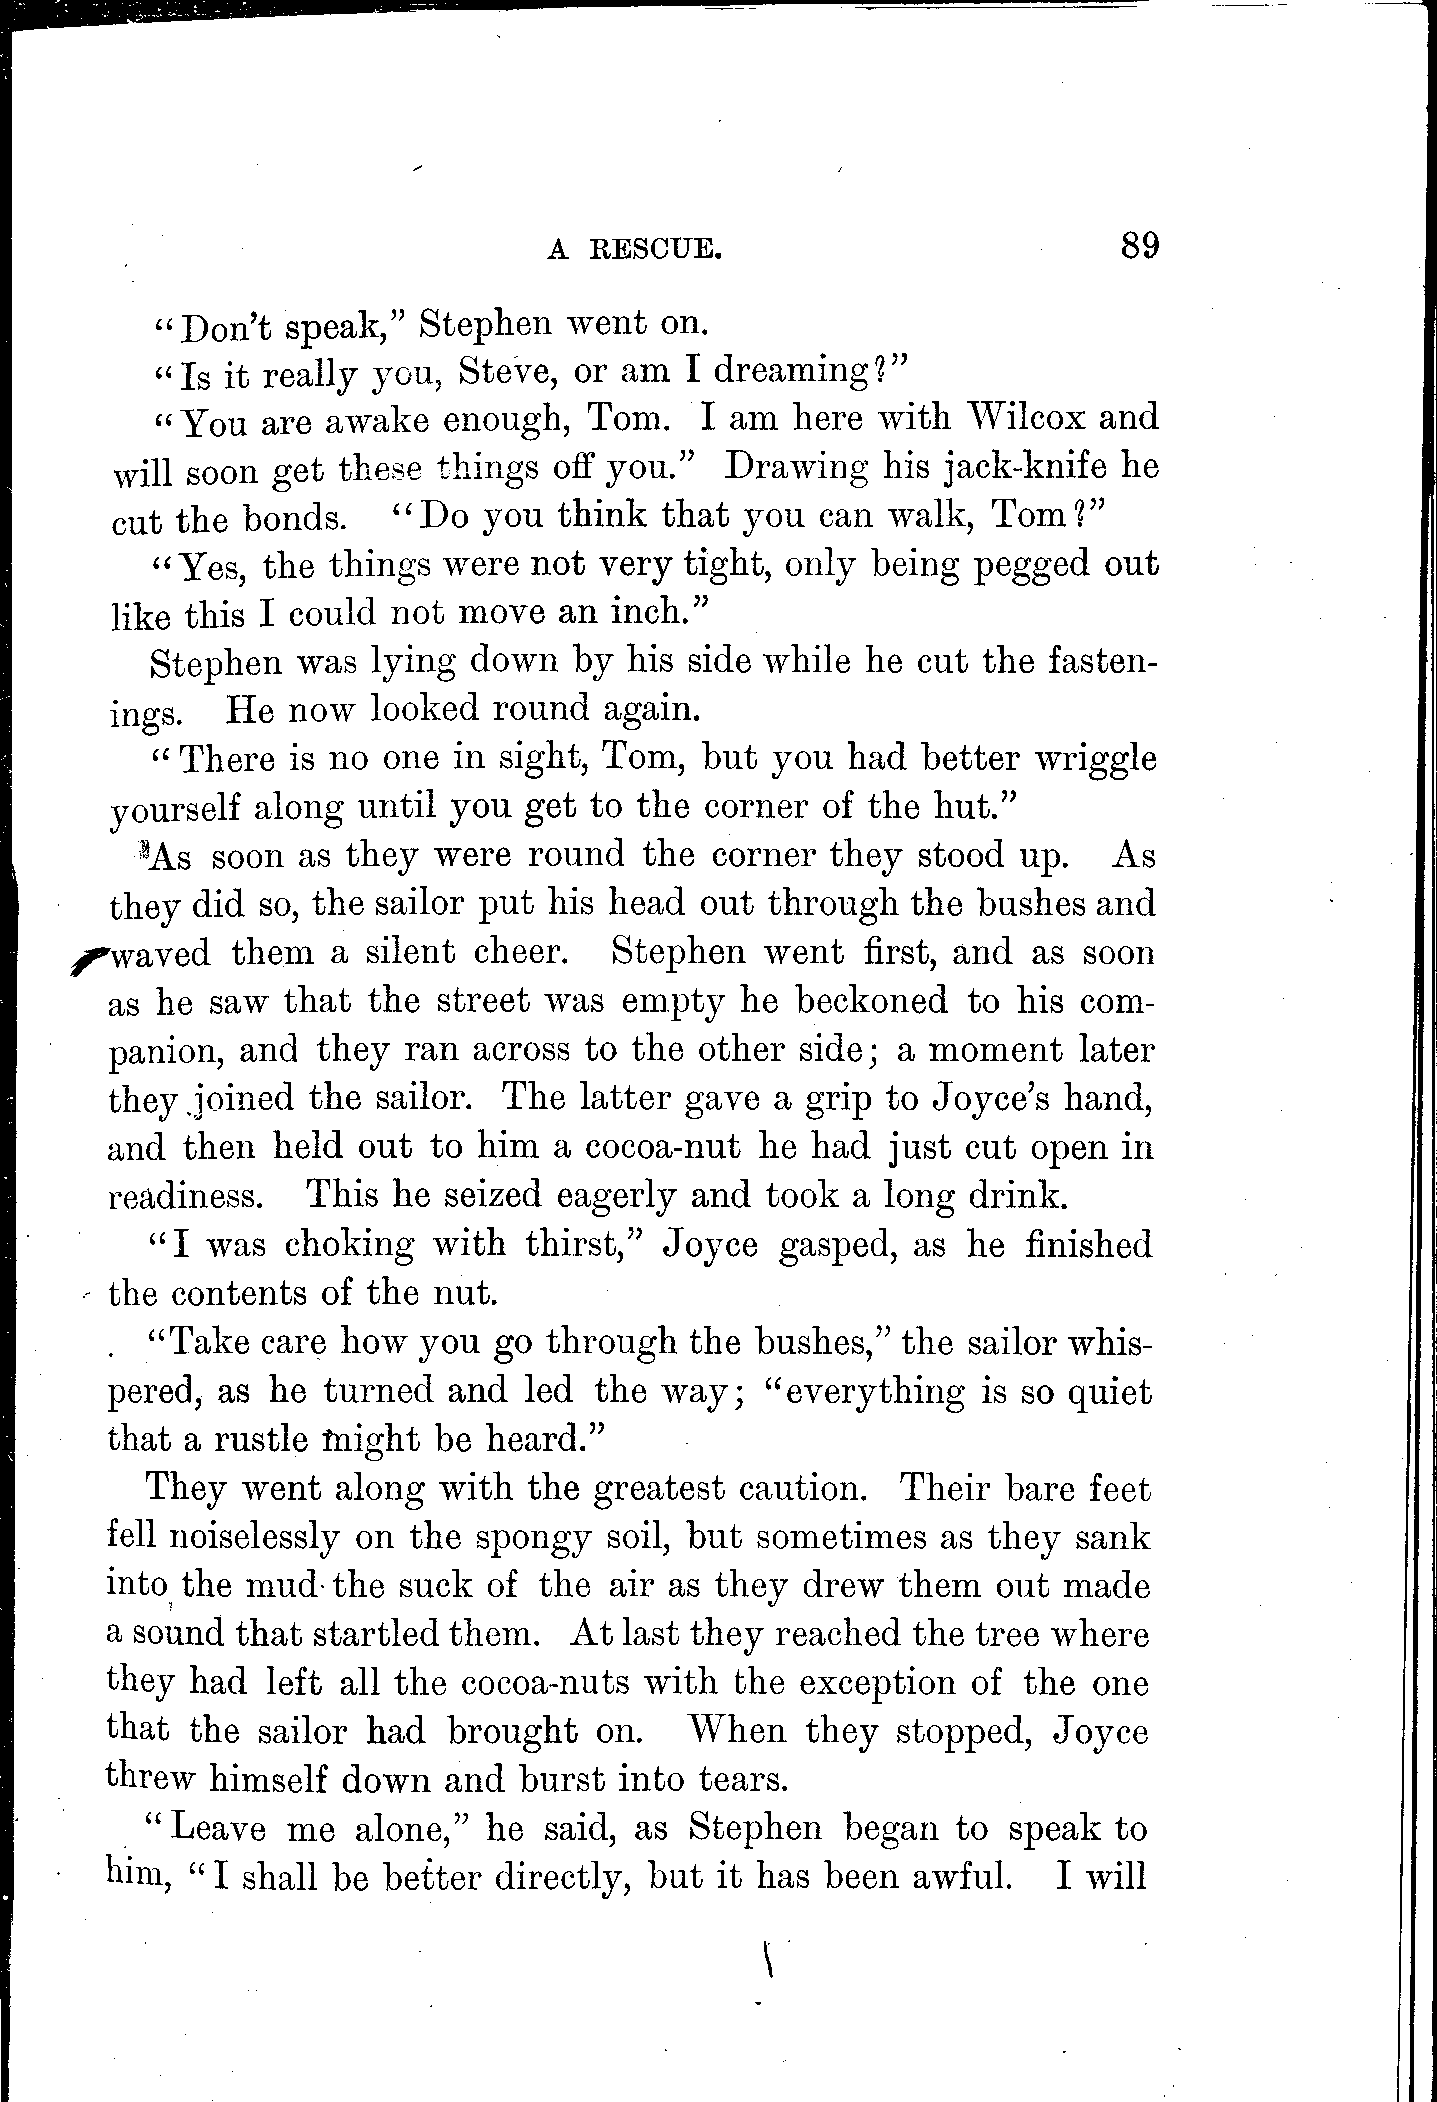 A RESCUE. 89
"Don't speak," Stephen went on.
"Is it really you, Steve, or am I dreaming?"
"You are awake enough, Tom. I am here with Wilcox and
will soon get these things off you." Drawing his jack-knife he
cut the bonds. "Do you think that you can walk, Tom?"
"Yes, the things were not very tight, only being pegged out
like this I could not move an inch."
Stephen was lying down by his side while he cut the fasten-
ings. He now looked round again.
"There is no one in sight, Tom, but you had better wriggle
yourself along until you get to the corner of the hut."
As soon as they were round the corner they stood up. As
they did so, the sailor put his head out through the bushes and
waved them a silent cheer. Stephen went first, and as soon
as he saw that the street was empty he beckoned to his com-
panion, and they ran across to the other side; a moment later
they joined the sailor. The latter gave a grip to Joyce's hand,
and then held out to him a cocoa-nut he had just cut open in
readiness. This he seized eagerly and took a long drink.
"I was choking with thirst," Joyce gasped, as he finished
the contents of the nut.
"Take care how you go through the bushes," the sailor whis-
pered, as he turned and led the way; "everything is so quiet
that a rustle might be heard."
They went along with the greatest caution. Their bare feet
fell noiselessly on the spongy soil, but sometimes as they sank
into the mud the suck of the air as they drew them out made
a sound that startled them. At last they reached the tree where
they had left all the cocoa-nuts with the exception of the one
that the sailor had brought on. When they stopped, Joyce
threw himself down and burst into tears.
"Leave me alone," he said, as Stephen began to speak to
him, "I shall be better directly, but it has been awful. I will